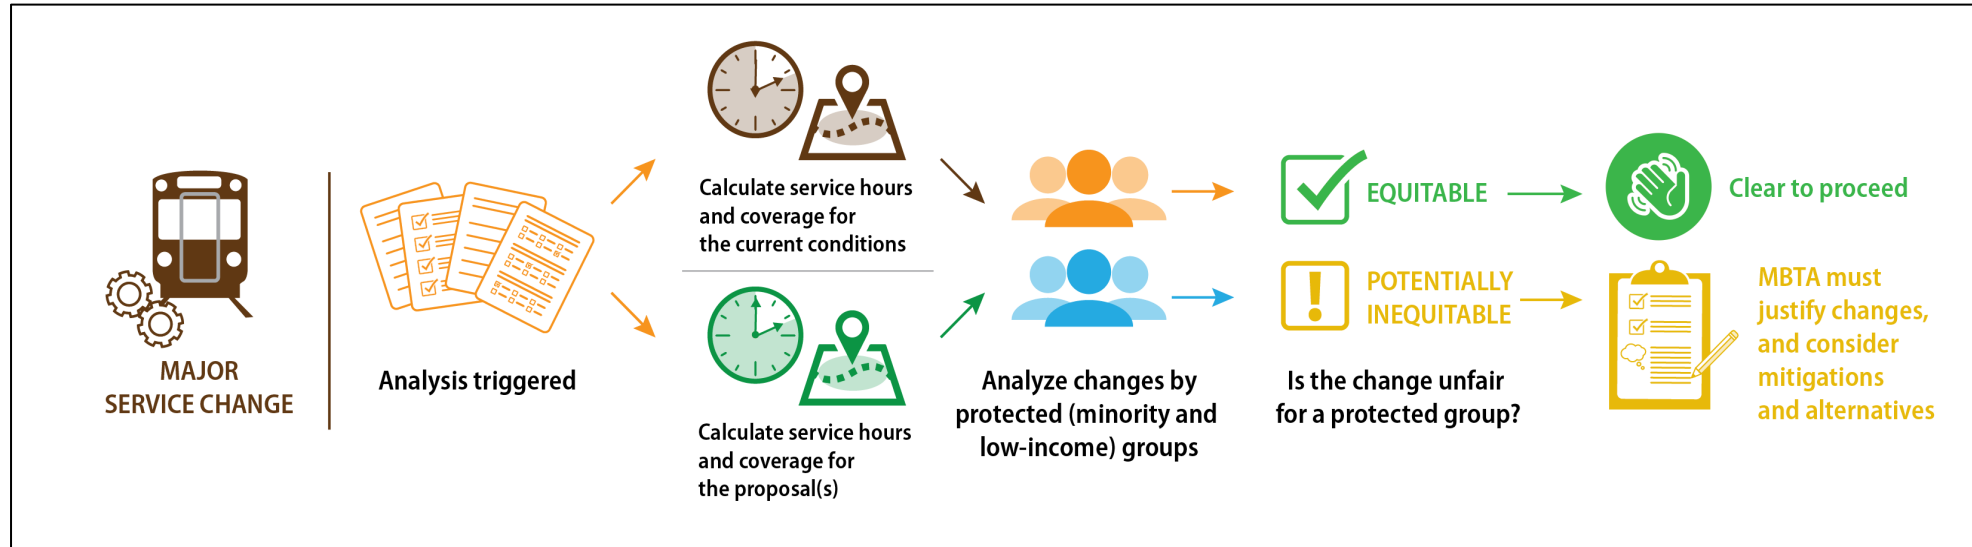 MAJOR
SERVICE CHANGE
Analysis triggered
Calculate service hours
and coverage for
the current conditions
Calculate service hours
and coverage for
the proposal(s)
Analyze changes by
protected (minority and
low-income) groups
EQUITABLE
POTENTIALLY
INEQUITABLE
Is the change unfair
for a protected group?
Clear to proceed
MBTA must
justify changes,
and consider
mitigations
and alternatives